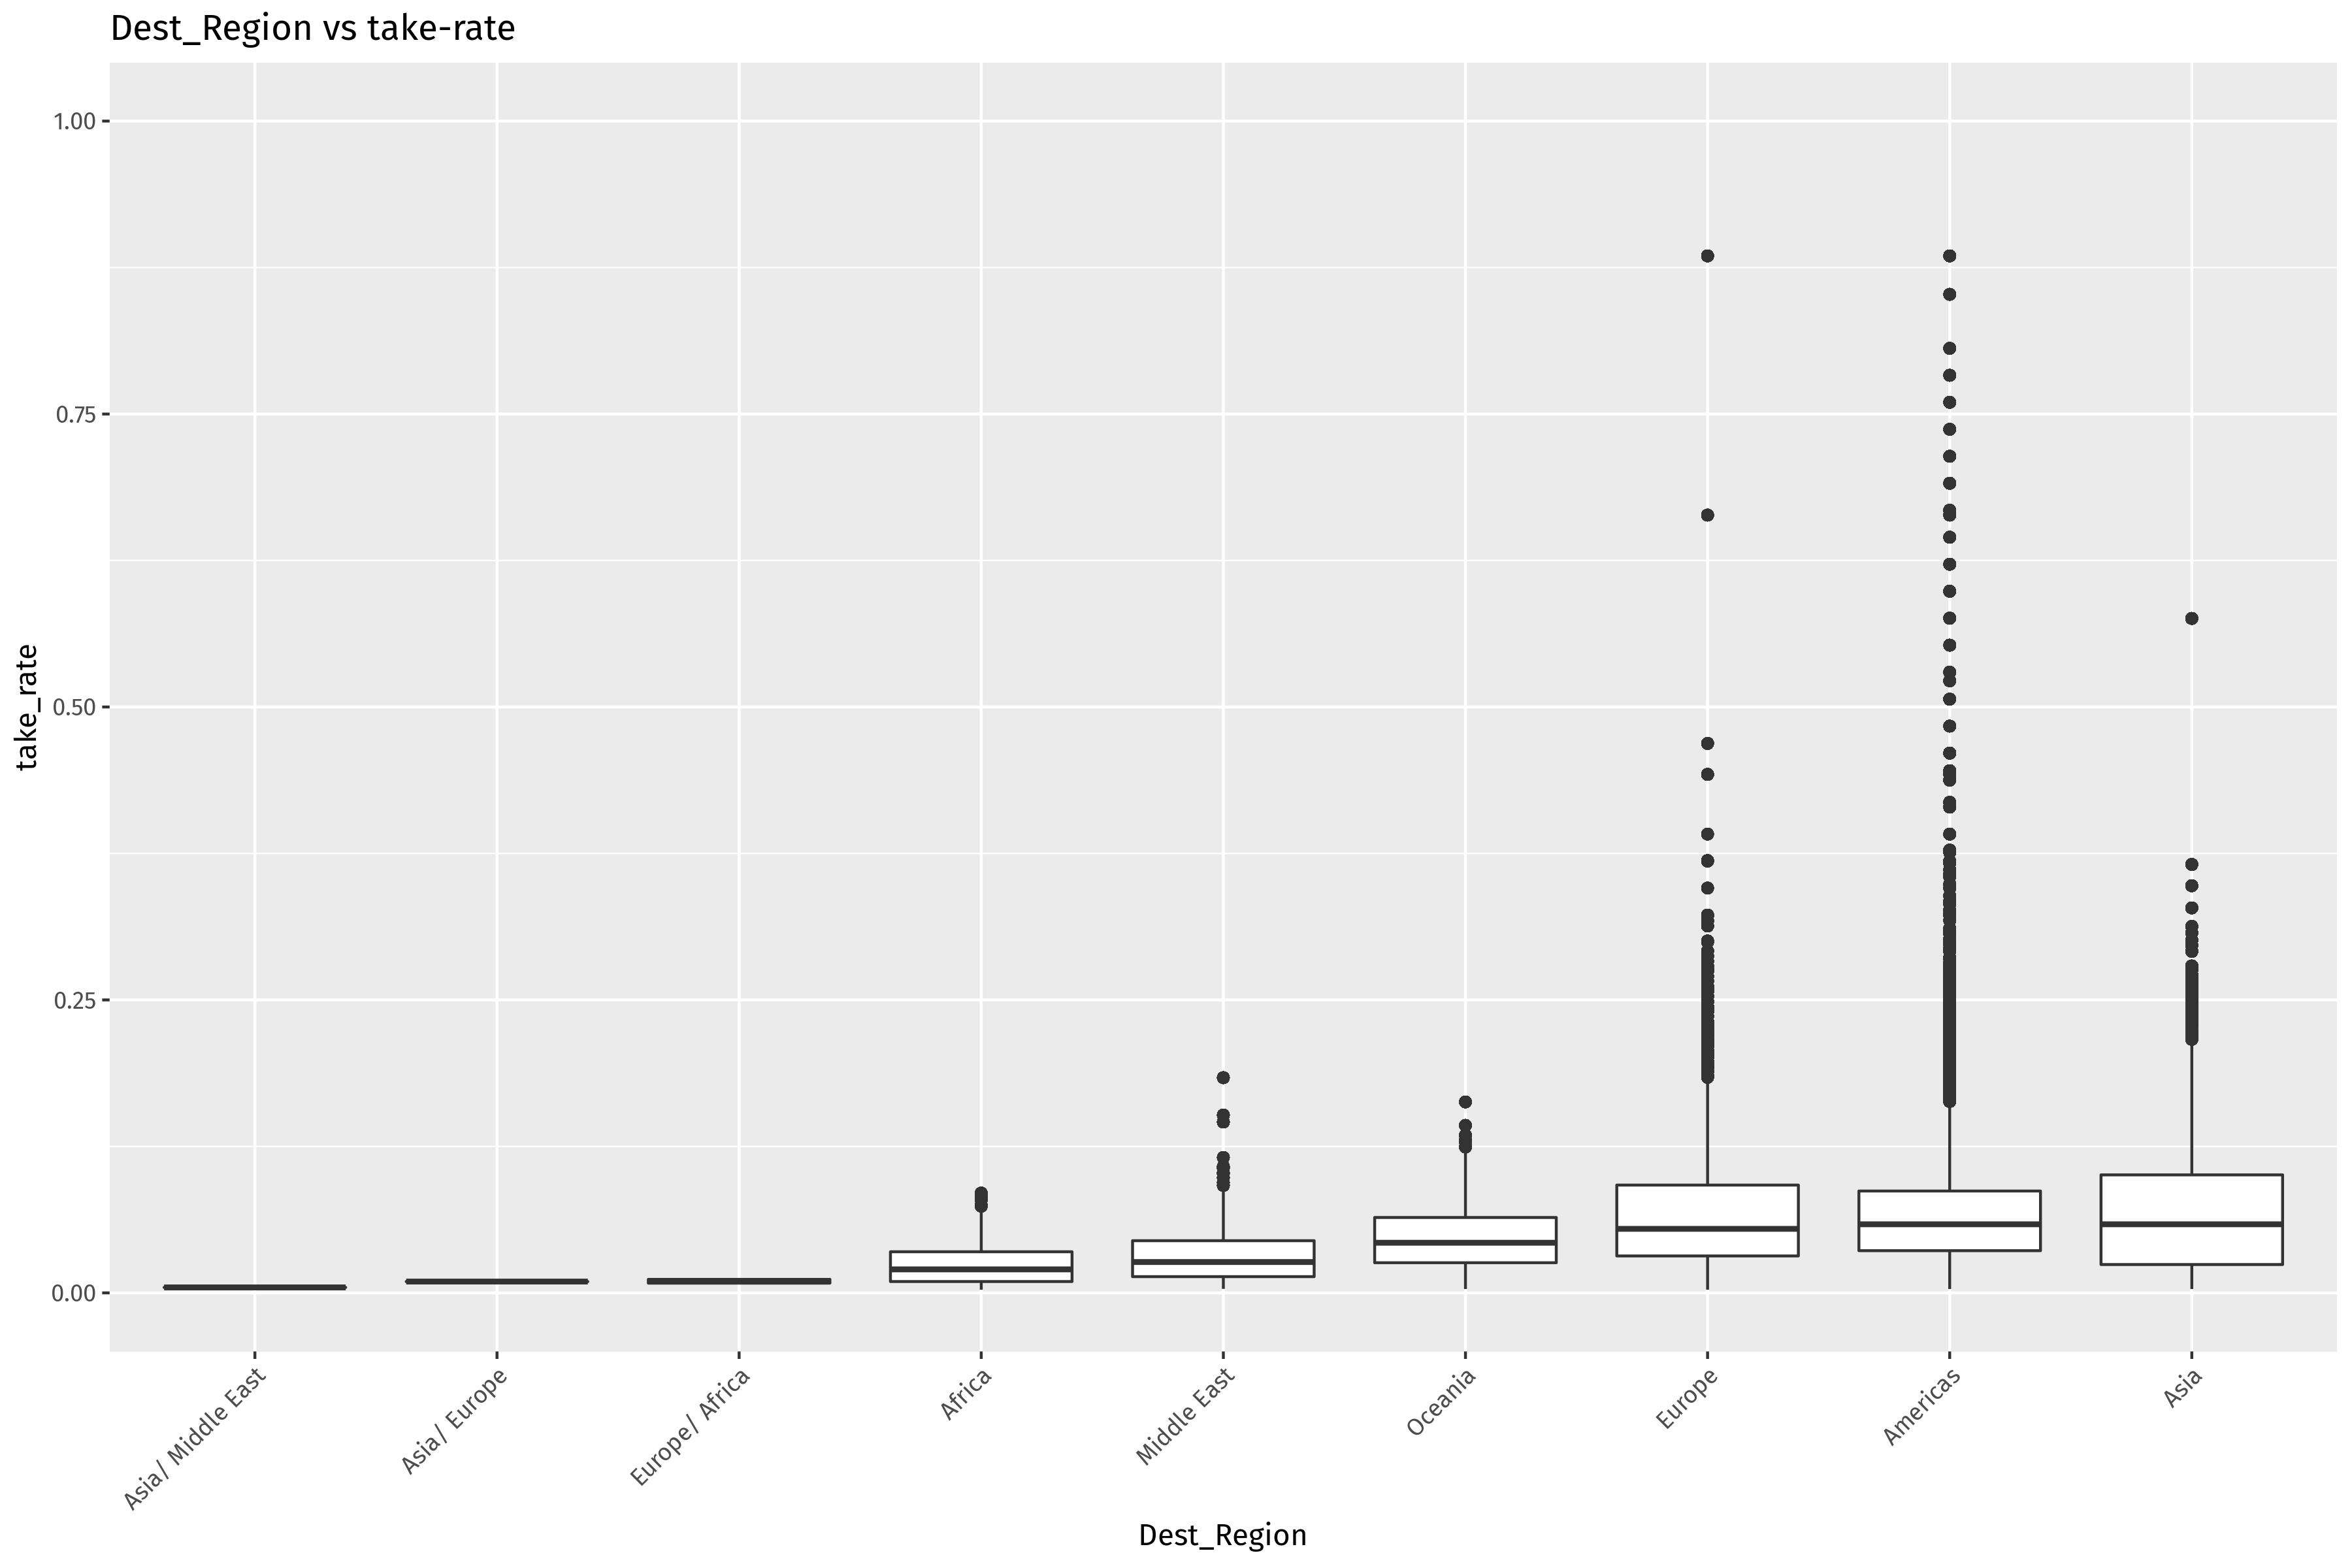 Dest_Region vs take-rate
take_rate
1.00
0.75
0.50
0.25
0.00
Asia/ Middle East
Asia/ Europe
Europe/ Africa
Africa
Middle East
Oceania
Europe
Americas
Asia
Dest_Region